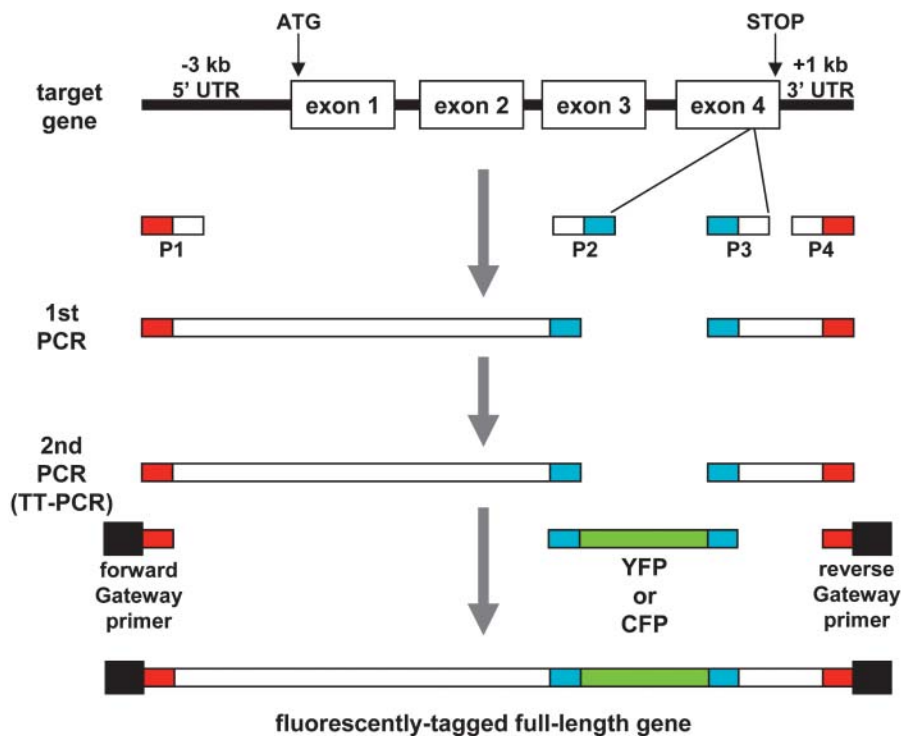 ATG
STOP
-3 kb
5' UTR
+1 kb
3' UTR
target
gene
exon 1
exon 2
exon 3
exon 4
P1
P2
P3
P4
1st
PCR
2nd
PCR
(TT-PCR)
forward
Gateway
primer
YFP
or
CFP
reverse
Gateway
primer
fluorescently-tagged full-length gene